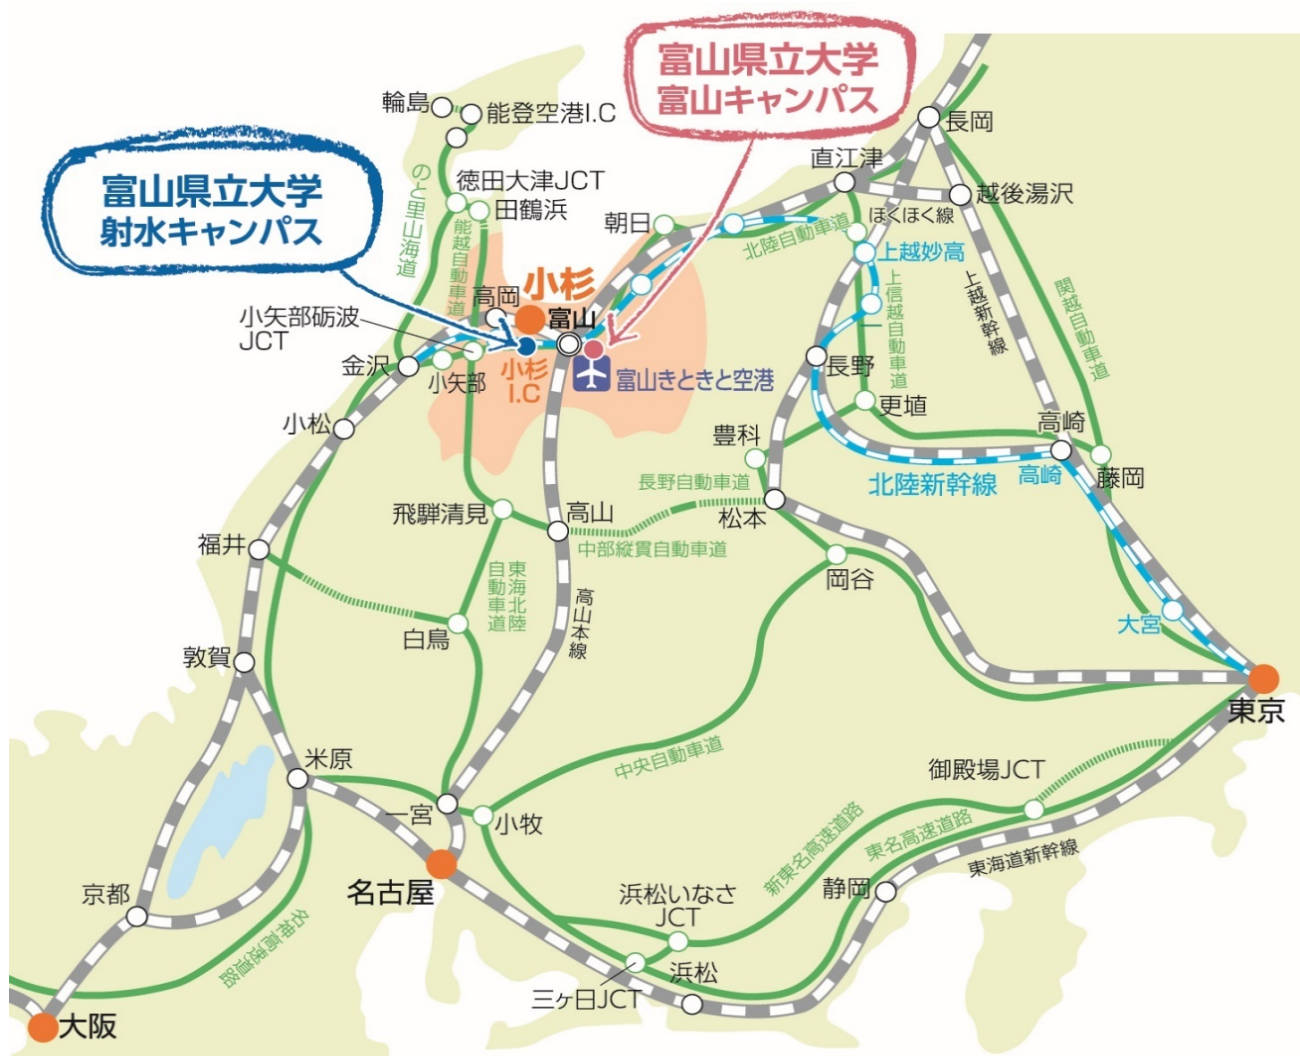 富山県立大学
富山キャンパス
富山県立大学
射水キャンパス
輪島
能登空港I.C
長岡
直江津
越後湯沢
ほくほく線
のと里山海道
徳田大津JCT
田鶴浜
能越自動車道
朝日
北陸自動車道
上越妙高
上信越自動車道
上越新幹線
関越自動車道
高岡
小杉
富山
小矢部砺波
JCT
金沢
小矢部
小杉
I.C
富山きときと空港
長野
小松
更埴
高崎
高崎
藤岡
豊科
北陸新幹線
長野自動車道
松本
飛騨清見
高山
中部縦貫自動車道
福井
岡谷
東海北陸
自動車道
高山本線
白鳥
大宮
敦賀
東京
米原
中央自動車道
御殿場JCT
一宮
小牧
新東名高速道路
東名高速道路
東海道新幹線
名古屋
静岡
京都
浜松いなさ
JCT
名神高速道路
浜松
三ヶ日JCT
大阪